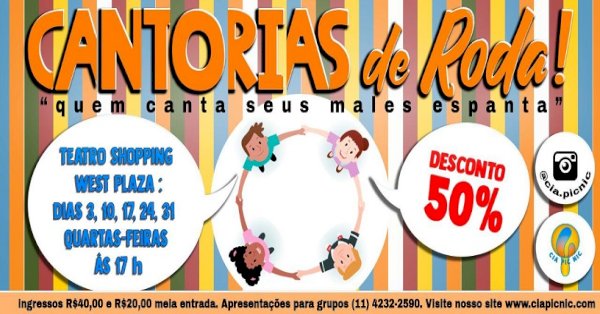 CANTORIAS de Roda!
“quem canta seus males espanta”
TEATRO SHOPPING
WEST PLAZA :
DIAS 3, 10, 17, 24, 31
QUARTAS-FEIRAS
ÁS 17 h
DESCONTO
50%
@cia.picnic
CIA PIC NIC
Ingressos R$40,00 e R$20,00 meia entrada. Apresentações para grupos (11) 4232-2590. Visite nosso site www.ciapicnic.com